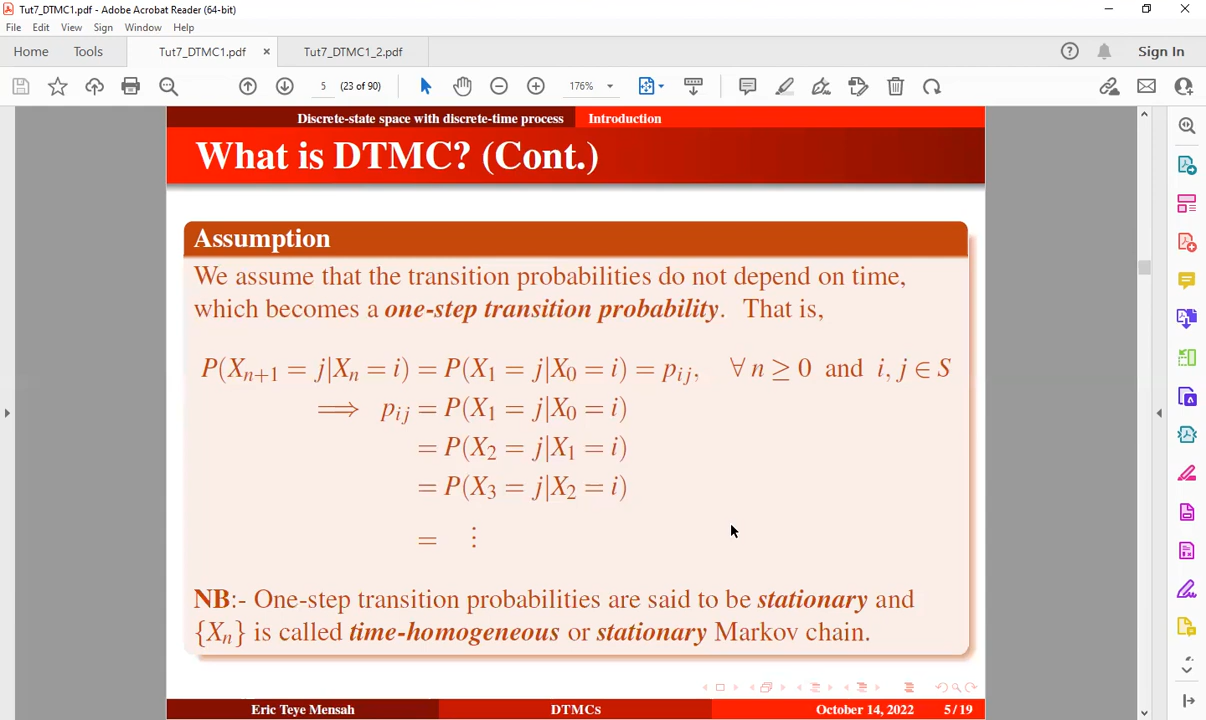 Tut7_DTMC1.pdf - Adobe Acrobat Reader (64-bit)
File Edit View Sign Window Help
Home Tools Tut7_DTMC1.pdf × Tut7_DTMC1_2.pdf Sign In
5 (23 of 90) 176%
Discrete-state space with discrete-time process Introduction
What is DTMC? (Cont.)
Assumption
We assume that the transition probabilities do not depend on time,
which becomes a one-step transition probability. That is,
P(Xₙ₊₁ = j|Xₙ = i) = P(X₁ = j|X₀ = i) = pᵢⱼ, ∀ n ≥ 0 and i, j ∈ S
⟹ pᵢⱼ = P(X₁ = j|X₀ = i)
= P(X₂ = j|X₁ = i)
= P(X₃ = j|X₂ = i)
= ⋮
NB:- One-step transition probabilities are said to be stationary and
{Xₙ} is called time-homogeneous or stationary Markov chain.
Eric Teye Mensah DTMCs October 14, 2022 5/19